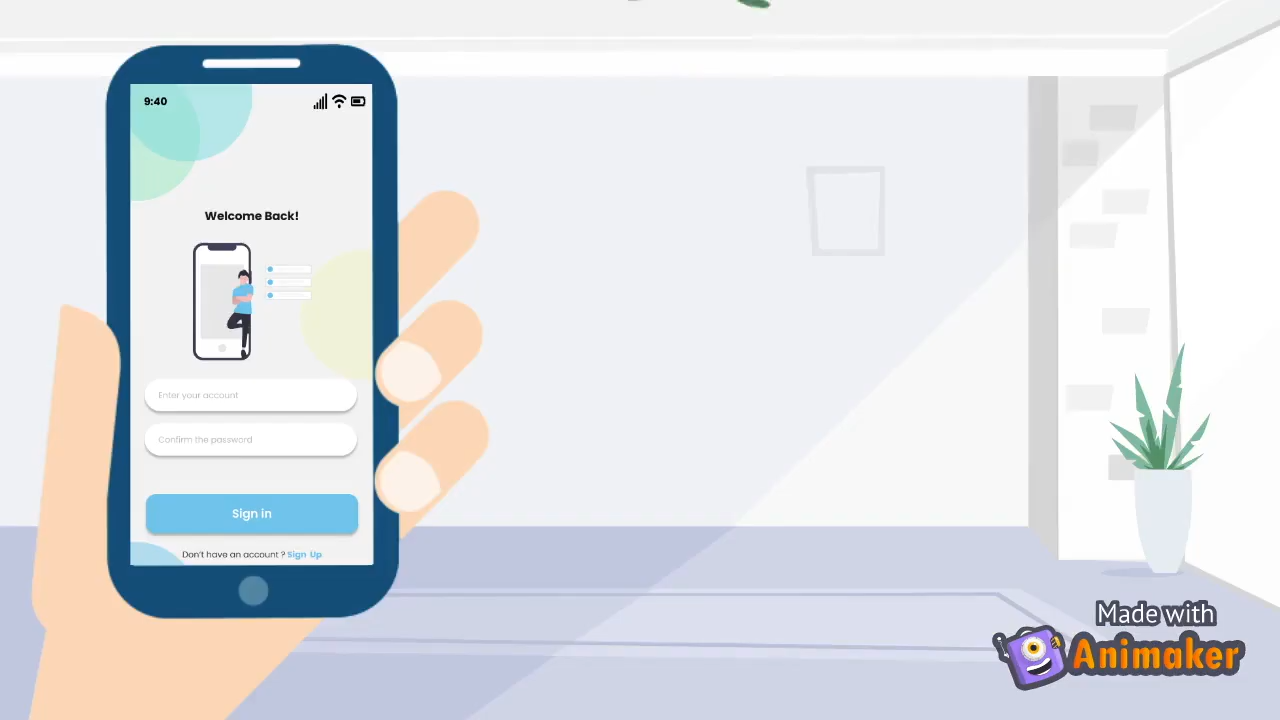 9:40
Welcome Back!
Enter your account
Confirm the password
Sign in
Don't have an account ? Sign Up
Made with
Animaker